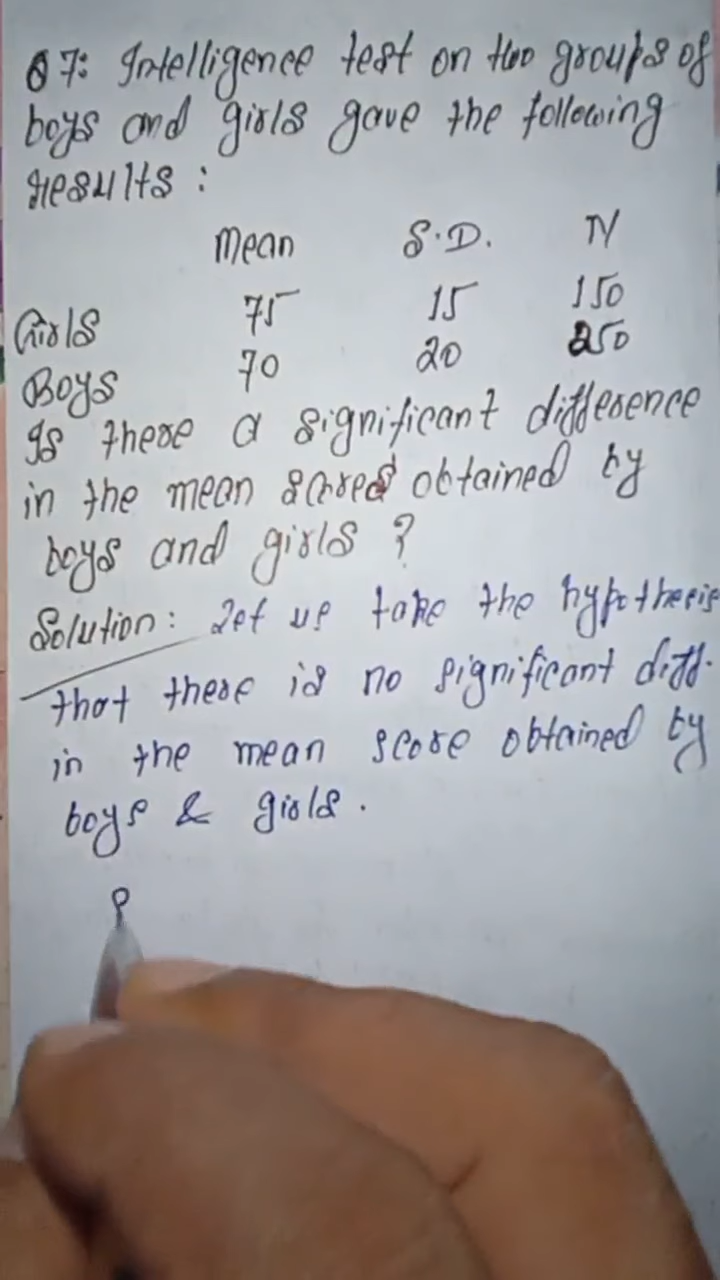 Q7: Intelligence test on two groups of
boys and girls gave the following
results :
Mean S.D. N
Girls 75 15 150
Boys 70 20 250
Is there a significant difference
in the mean scores obtained by
boys and girls ?
Solution: Let us take the hypothesis
that there is no significant diff.
in the mean score obtained by
boys & girls .